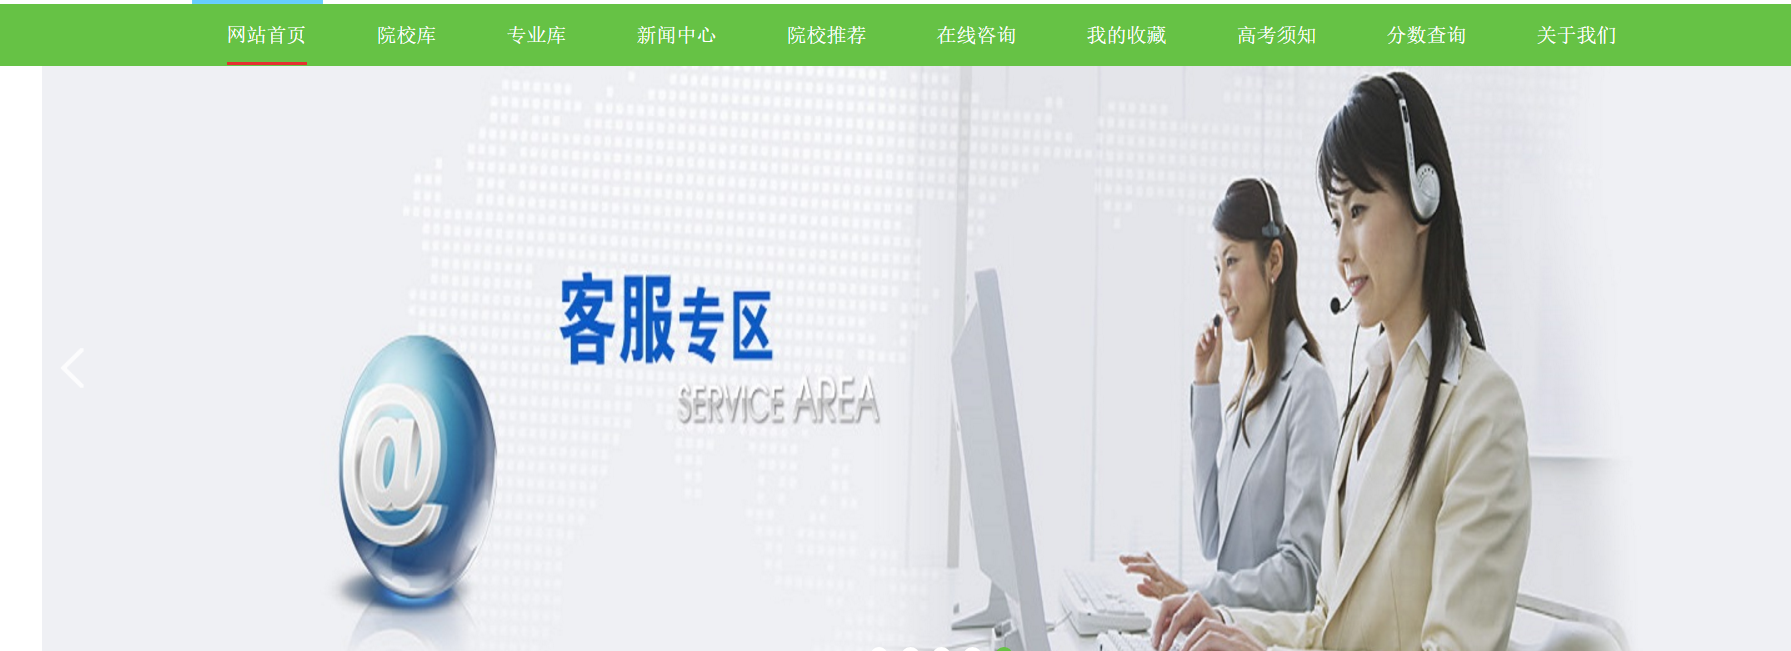 网站首页 院校库 专业库 新闻中心 院校推荐 在线咨询 我的收藏 高考须知 分数查询 关于我们
客服专区
SERVICE AREA
@